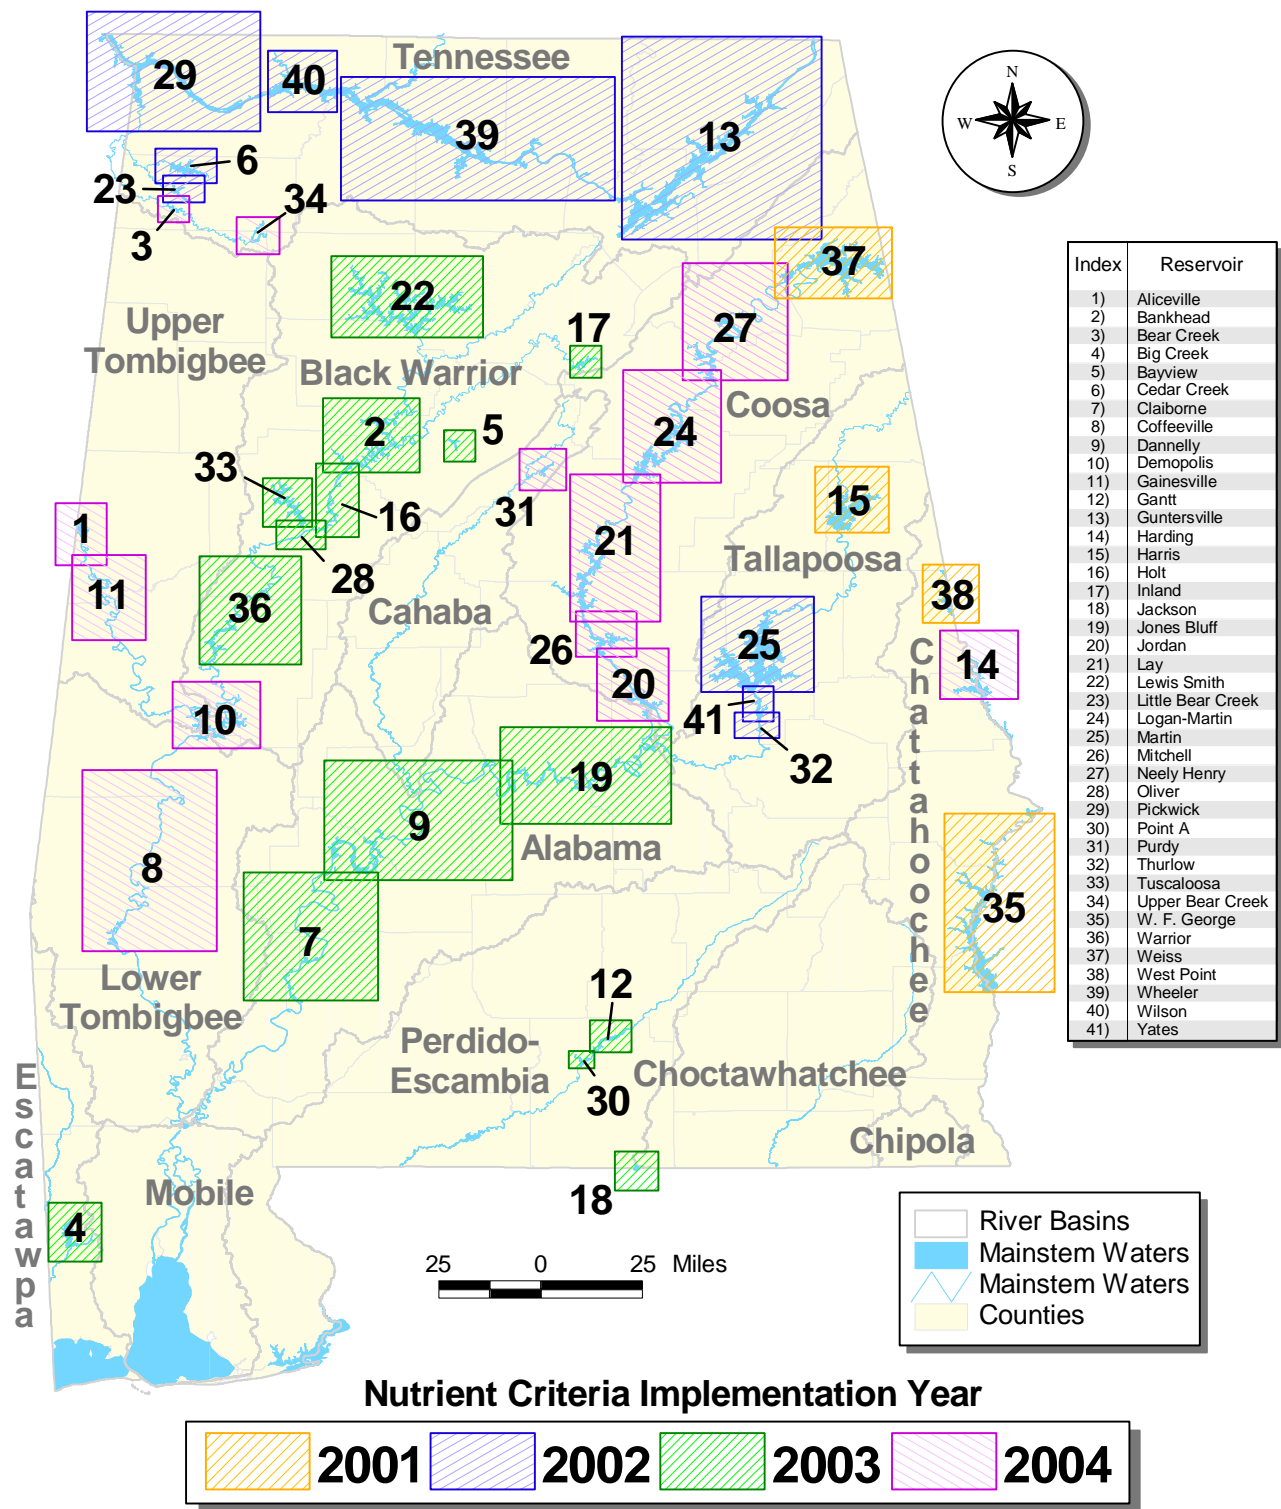 Tennessee
29
40
39
13
N
W
E
S
6
23
34
3
37
Index Reservoir
1) Aliceville
2) Bankhead
3) Bear Creek
4) Big Creek
5) Bayview
6) Cedar Creek
7) Claiborne
8) Coffeeville
9) Dannelly
10) Demopolis
11) Gainesville
12) Gantt
13) Guntersville
14) Harding
15) Harris
16) Holt
17) Inland
18) Jackson
19) Jones Bluff
20) Jordan
21) Lay
22) Lewis Smith
23) Little Bear Creek
24) Logan-Martin
25) Martin
26) Mitchell
27) Neely Henry
28) Oliver
29) Pickwick
30) Point A
31) Purdy
32) Thurlow
33) Tuscaloosa
34) Upper Bear Creek
35) W. F. George
36) Warrior
37) Weiss
38) West Point
39) Wheeler
40) Wilson
41) Yates
22
27
Upper
Tombigbee
17
Black Warrior
Coosa
2
5
24
33
16
31
15
1
21
Tallapoosa
11
28
36
Cahaba
38
26
25
Chattahoochee
14
20
10
41
32
19
9
Alabama
8
35
7
Lower
Tombigbee
12
Perdido-
Escambia
30
Choctawhatchee
Chipola
Escatawpa
Mobile
18
4
25 0 25 Miles
River Basins
Mainstem Waters
Mainstem Waters
Counties
Nutrient Criteria Implementation Year
2001 2002 2003 2004